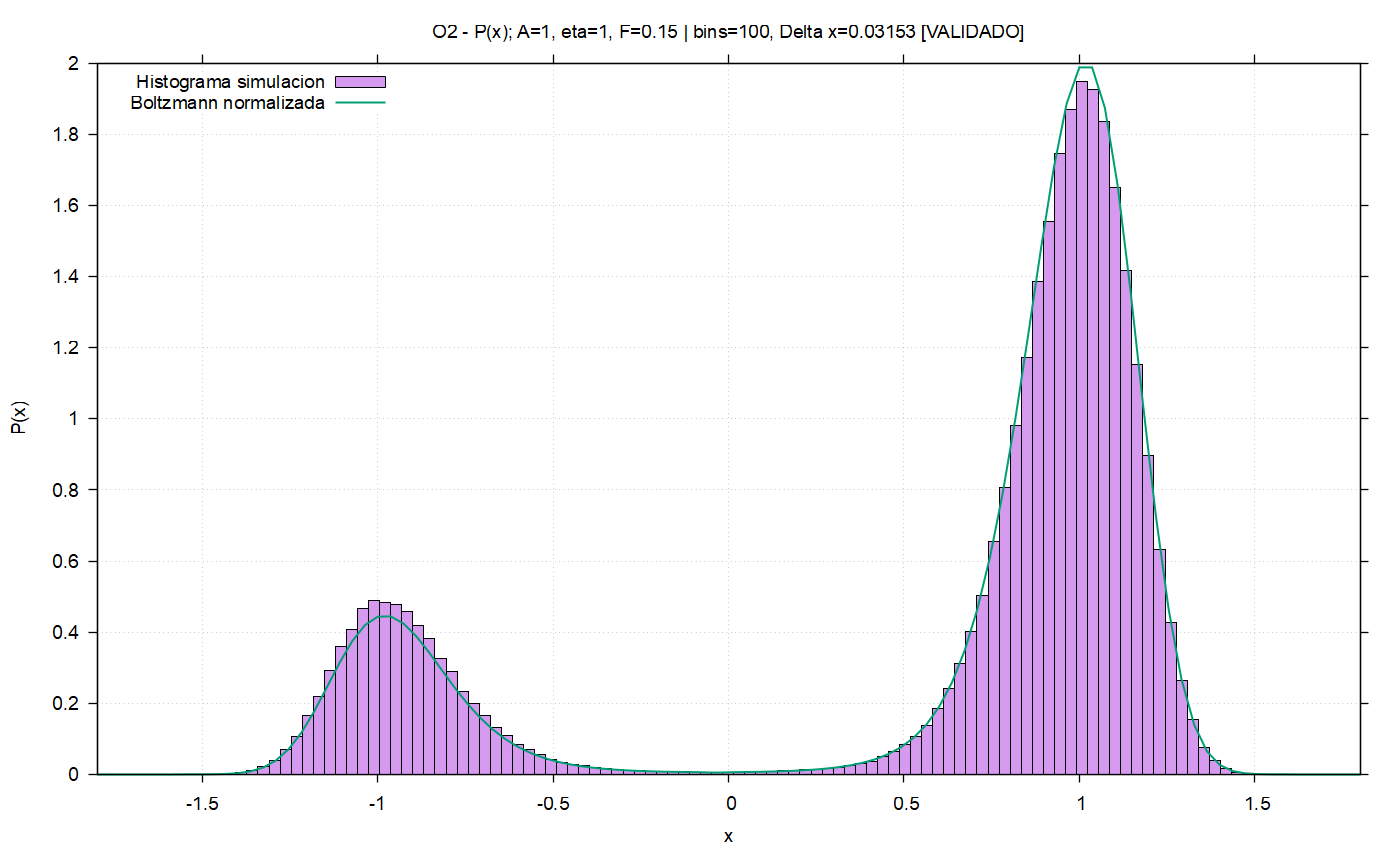 O2 - P(x); A=1, eta=1, F=0.15 | bins=100, Delta x=0.03153 [VALIDADO]
Histograma simulacion
Boltzmann normalizada
2
1.8
1.6
1.4
1.2
1
0.8
0.6
0.4
0.2
0
P(x)
-1.5 -1 -0.5 0 0.5 1 1.5
x